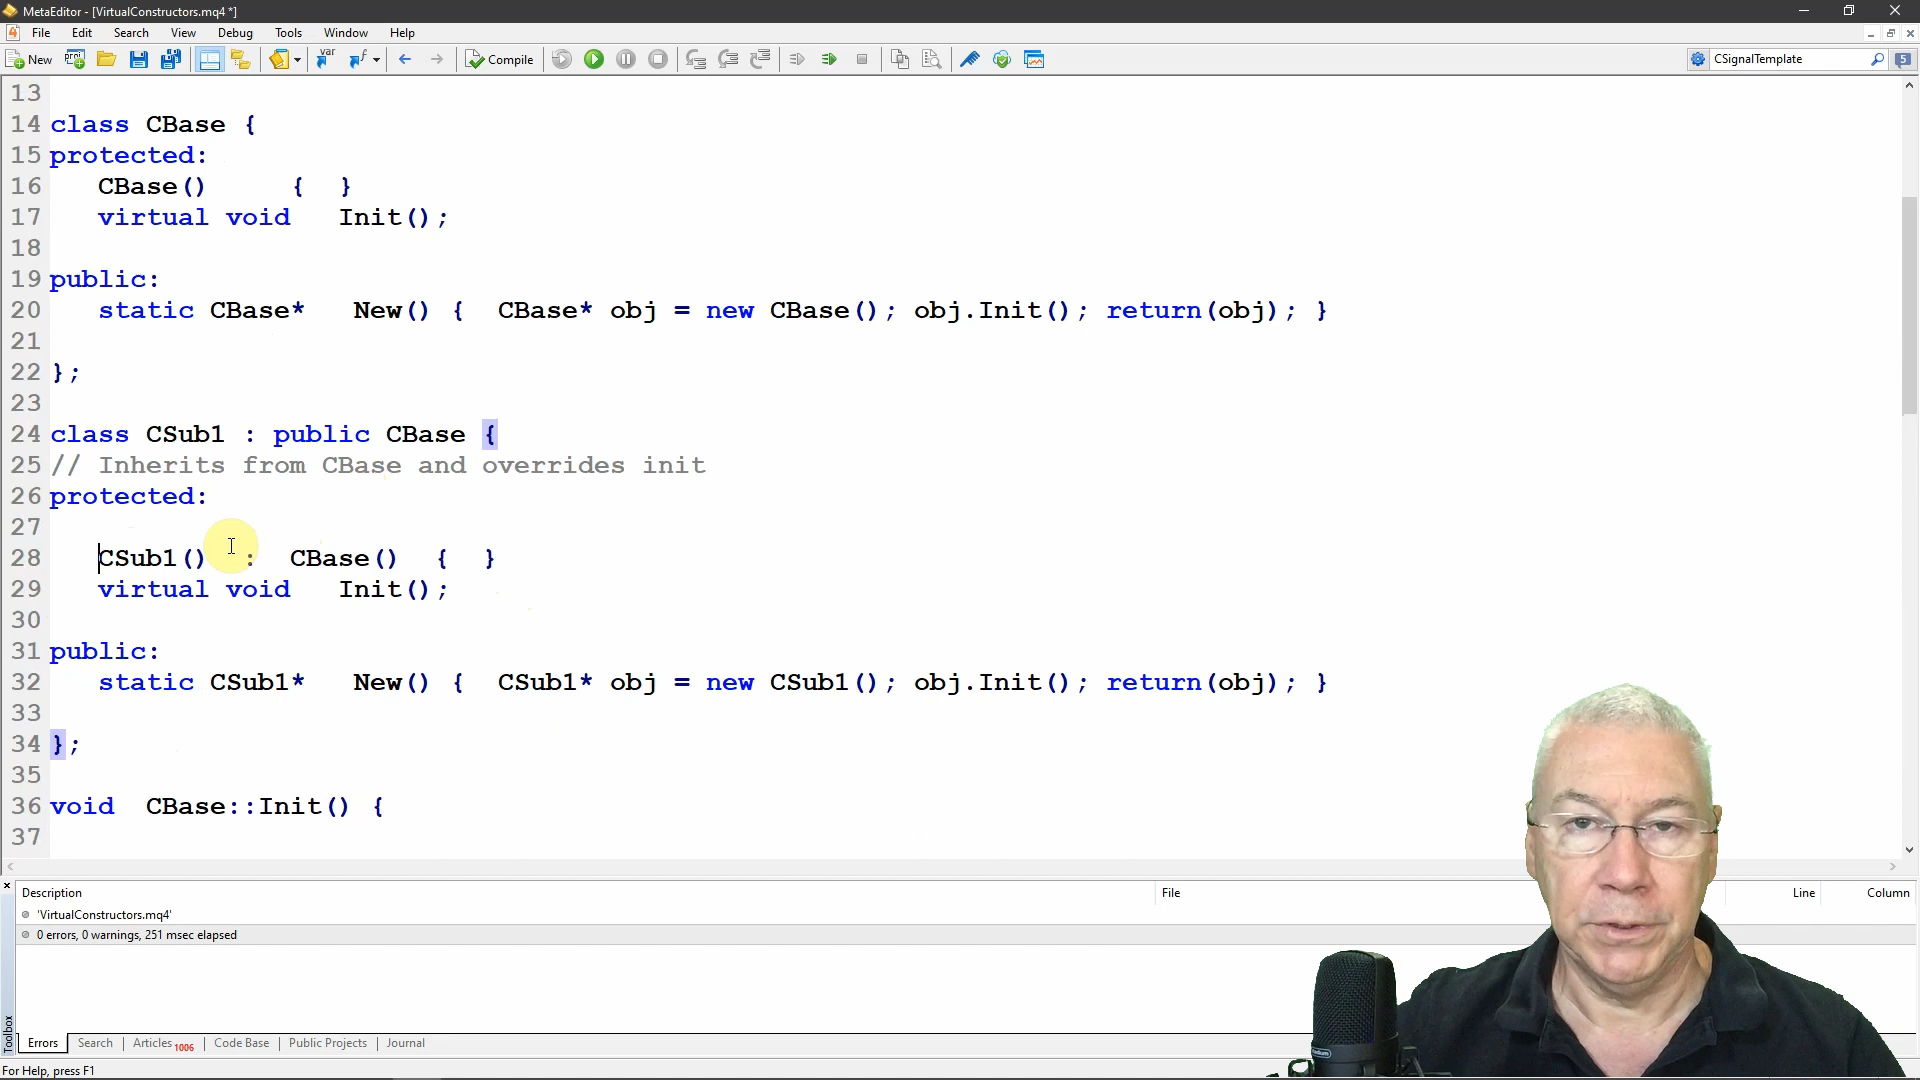 MetaEditor - [VirtualConstructors.mq4 *]
File Edit Search View Debug Tools Window Help
New var Compile CSignalTemplate 5
13
14 class CBase {
15 protected:
16 CBase() { }
17 virtual void Init();
18
19 public:
20 static CBase* New() { CBase* obj = new CBase(); obj.Init(); return(obj); }
21
22 };
23
24 class CSub1 : public CBase {
25 // Inherits from CBase and overrides init
26 protected:
27
28 CSub1() : CBase() { }
29 virtual void Init();
30
31 public:
32 static CSub1* New() { CSub1* obj = new CSub1(); obj.Init(); return(obj); }
33
34 };
35
36 void CBase::Init() {
37
Description File Line Column
'VirtualConstructors.mq4'
0 errors, 0 warnings, 251 msec elapsed
Toolbox
Errors Search Articles 1006 Code Base Public Projects Journal
For Help, press F1